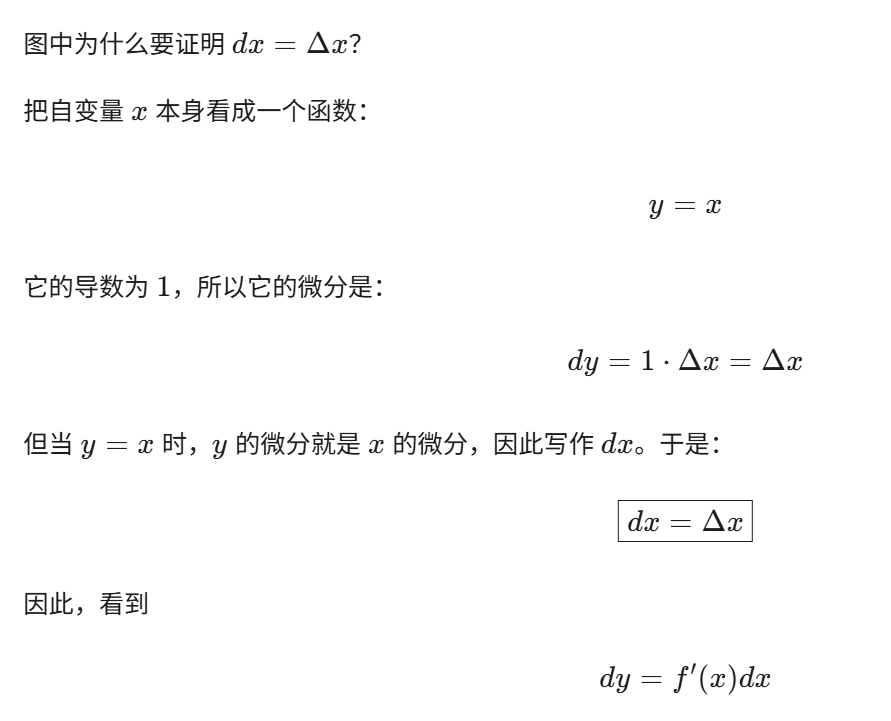 图中为什么要证明 dx = Δx？
把自变量 x 本身看成一个函数：
y = x
它的导数为 1，所以它的微分是：
dy = 1 · Δx = Δx
但当 y = x 时，y 的微分就是 x 的微分，因此写作 dx。于是：
dx = Δx
因此，看到
dy = f′(x)dx